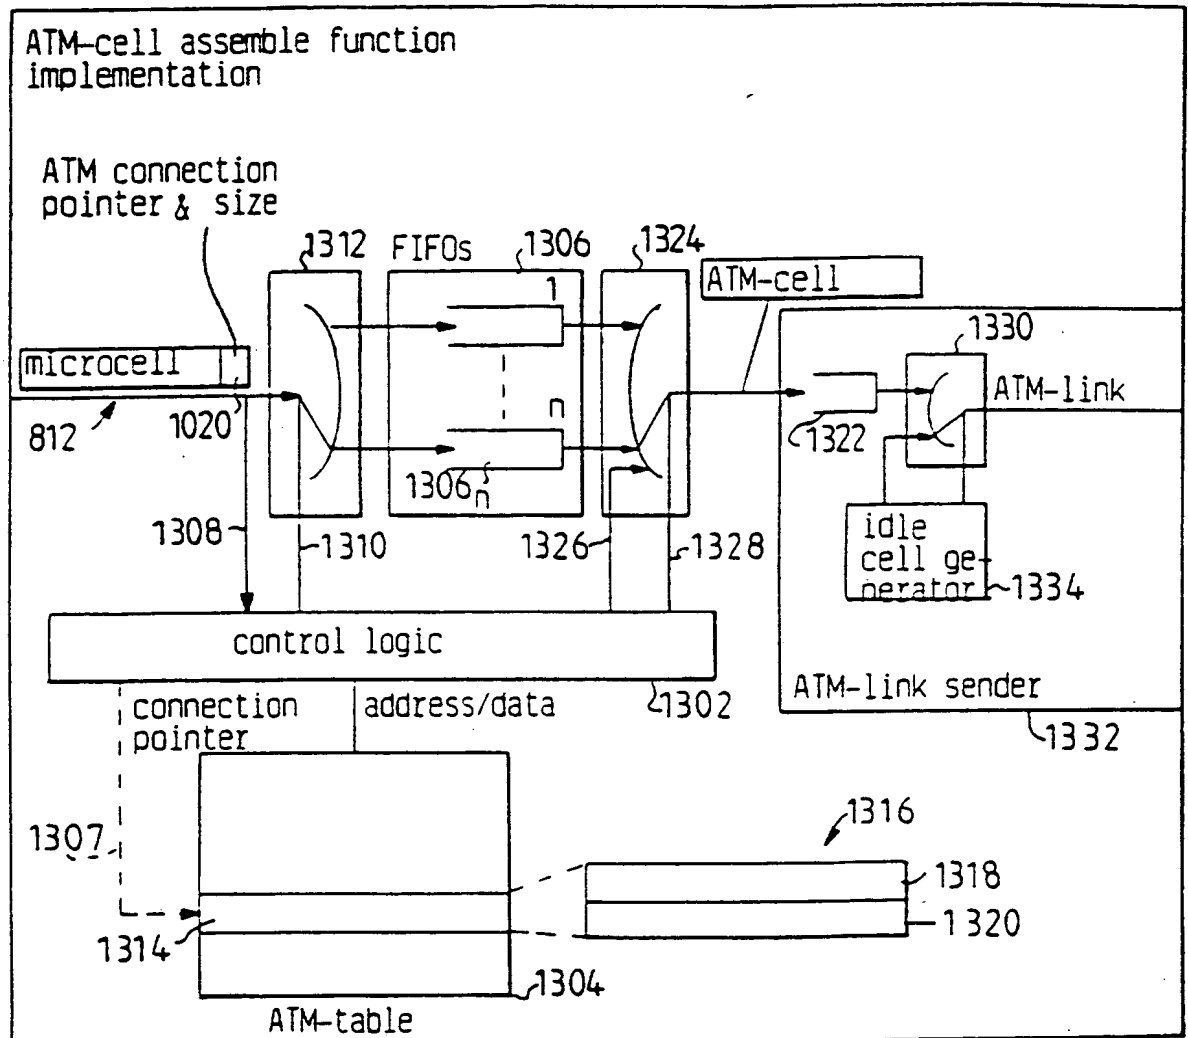 ATM-cell assemble function
implementation
ATM connection
pointer & size
1312
FIFOs
1306
1324
ATM-cell
1
1330
microcell
ATM-link
n
812
1020
1322
1306n
1308
1310
1326
1328
idle
cell ge-
nerator
1334
control logic
ATM-link sender
connection
pointer
address/data
1302
1332
1307
1316
1318
1314
1320
1304
ATM-table